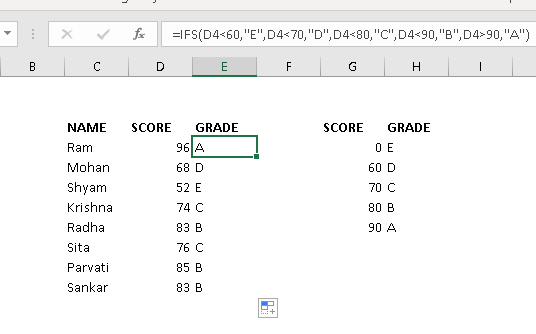 =IFS(D4<60,"E",D4<70,"D",D4<80,"C",D4<90,"B",D4>90,"A")
B C D E F G H I
NAME SCORE GRADE SCORE GRADE
Ram 96 A 0 E
Mohan 68 D 60 D
Shyam 52 E 70 C
Krishna 74 C 80 B
Radha 83 B 90 A
Sita 76 C
Parvati 85 B
Sankar 83 B